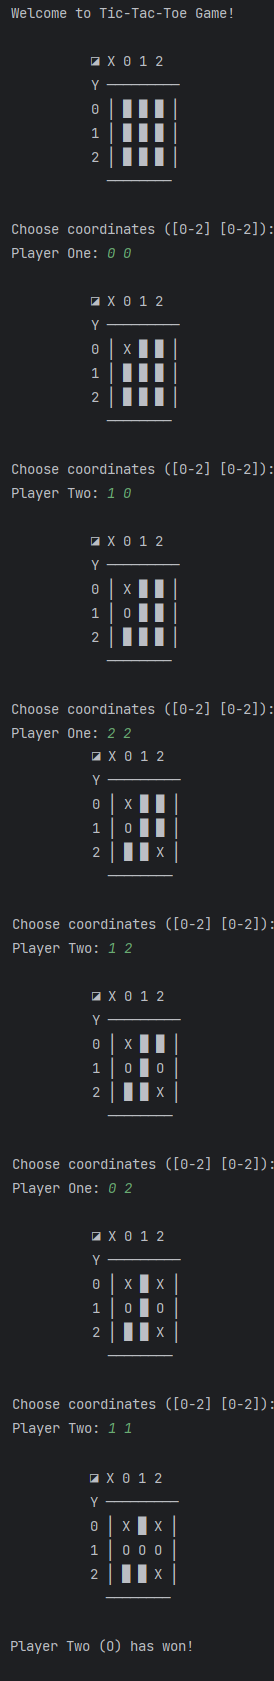 Welcome to Tic-Tac-Toe Game!
◪ X 0 1 2
Y ─────────
0 │ █ █ █ │
1 │ █ █ █ │
2 │ █ █ █ │
────────
Choose coordinates ([0-2] [0-2]):
Player One: 0 0
◪ X 0 1 2
Y ─────────
0 │ X █ █ │
1 │ █ █ █ │
2 │ █ █ █ │
────────
Choose coordinates ([0-2] [0-2]):
Player Two: 1 0
◪ X 0 1 2
Y ─────────
0 │ X █ █ │
1 │ O █ █ │
2 │ █ █ █ │
────────
Choose coordinates ([0-2] [0-2]):
Player One: 2 2
◪ X 0 1 2
Y ─────────
0 │ X █ █ │
1 │ O █ █ │
2 │ █ █ X │
────────
Choose coordinates ([0-2] [0-2]):
Player Two: 1 2
◪ X 0 1 2
Y ─────────
0 │ X █ █ │
1 │ O █ O │
2 │ █ █ X │
────────
Choose coordinates ([0-2] [0-2]):
Player One: 0 2
◪ X 0 1 2
Y ─────────
0 │ X █ X │
1 │ O █ O │
2 │ █ █ X │
────────
Choose coordinates ([0-2] [0-2]):
Player Two: 1 1
◪ X 0 1 2
Y ─────────
0 │ X █ X │
1 │ O O O │
2 │ █ █ X │
────────
Player Two (O) has won!